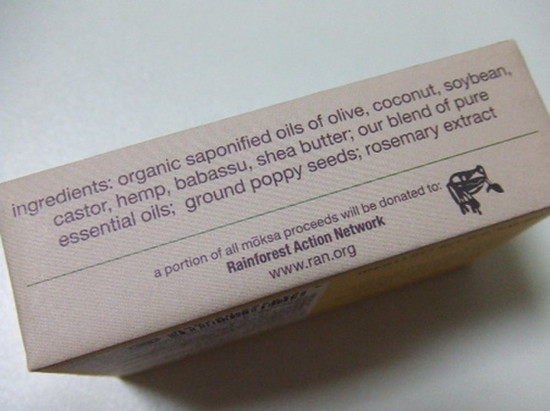 ingredients: organic saponified oils of olive, coconut, soybean,
castor, hemp, babassu, shea butter; our blend of pure
essential oils; ground poppy seeds; rosemary extract
a portion of all mōksa proceeds will be donated to:
Rainforest Action Network
www.ran.org